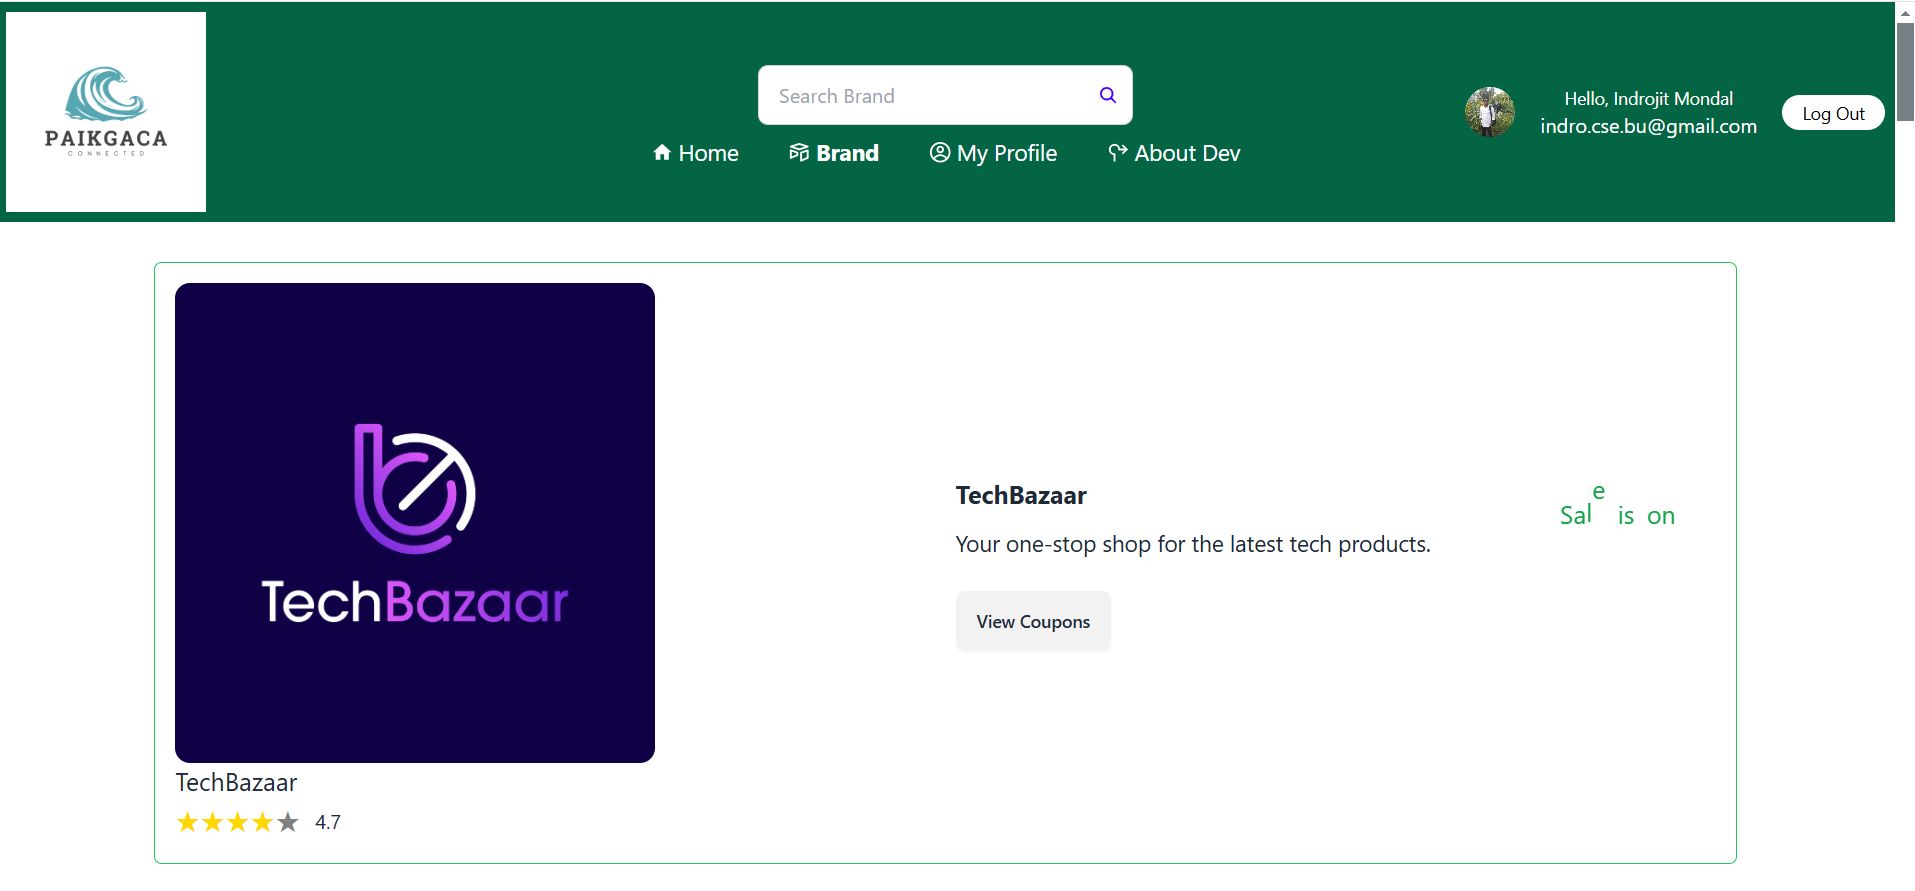 PAIKGACA
CONNECTED
Search Brand
Home
Brand
My Profile
About Dev
Hello, Indrojit Mondal
indro.cse.bu@gmail.com
Log Out
TechBazaar
TechBazaar
4.7
TechBazaar
Your one-stop shop for the latest tech products.
View Coupons
Sale is on